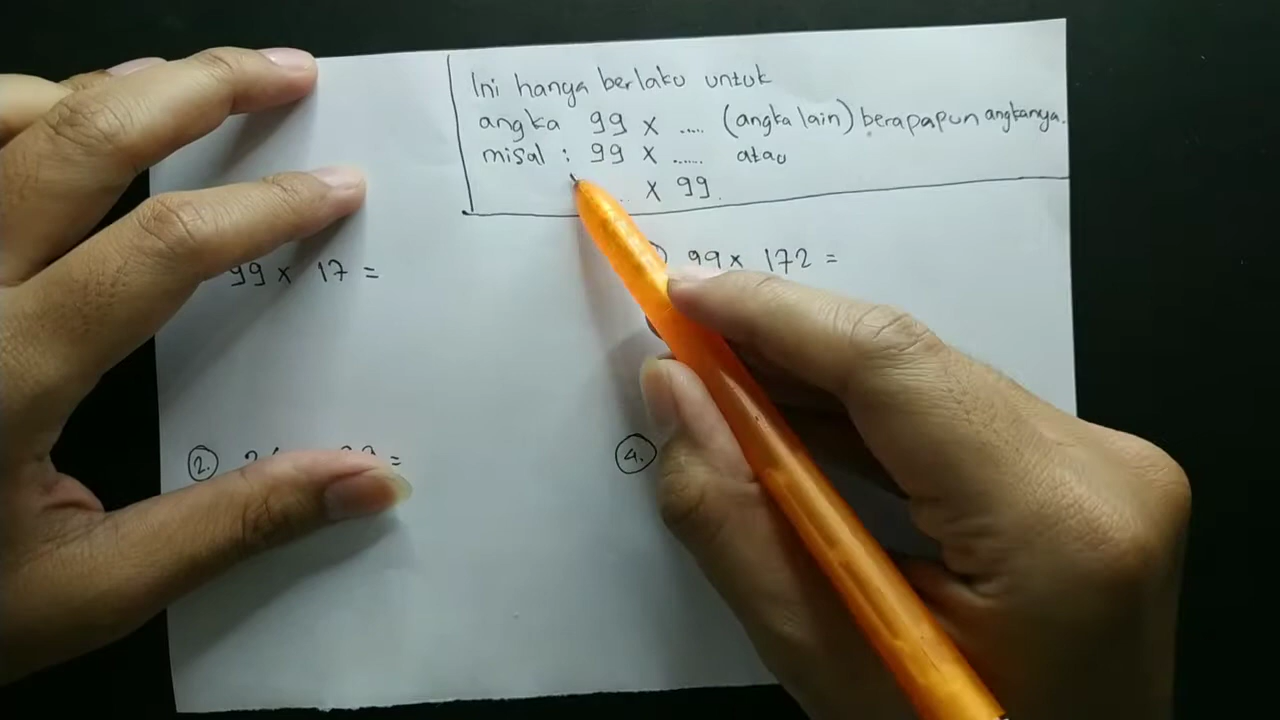 Ini hanya berlaku untuk
angka 99 x ..... (angka lain) berapapun angkanya.
misal : 99 x ...... atau
x 99.
99 x 17 =
99 x 172 =
2.
=
4.